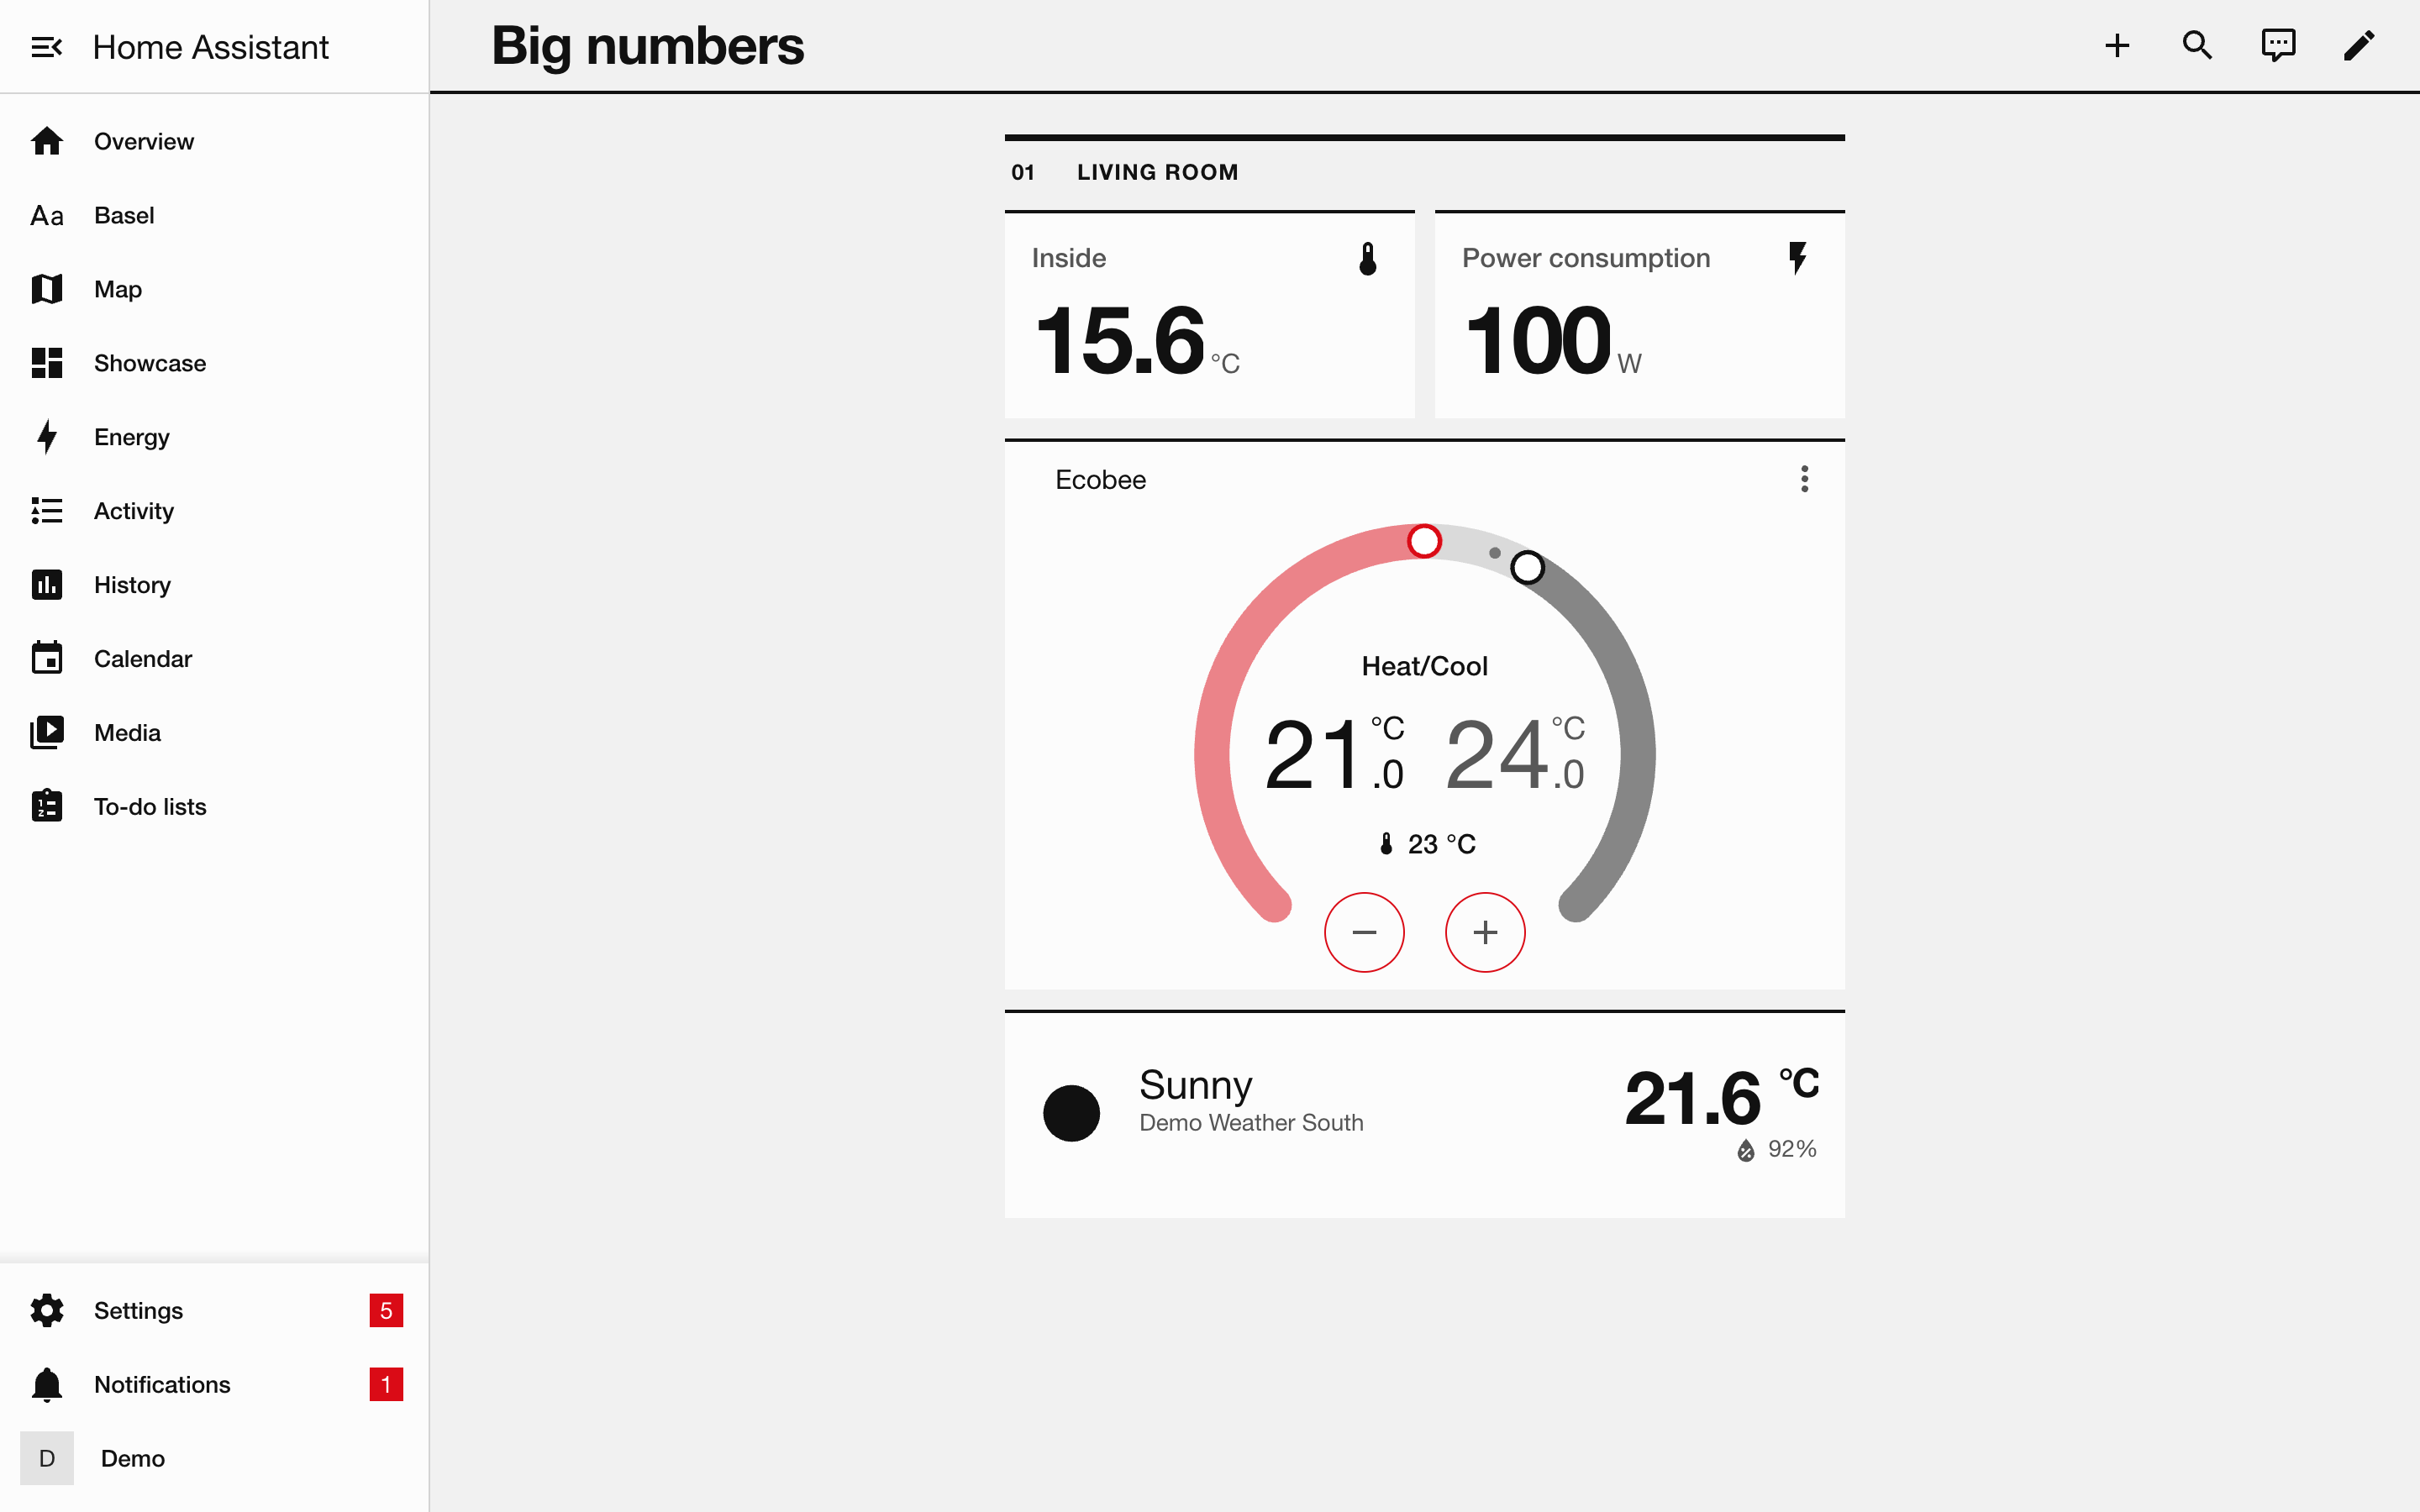 Home Assistant
Big numbers
Overview
Aa Basel
Map
Showcase
Energy
Activity
History
Calendar
Media
To-do lists
Settings 5
Notifications 1
D Demo
01 LIVING ROOM
Inside
15.6 °C
Power consumption
100 W
Ecobee
Heat/Cool
21.0 °C 24.0 °C
23 °C
Sunny
Demo Weather South
21.6 °C
92%